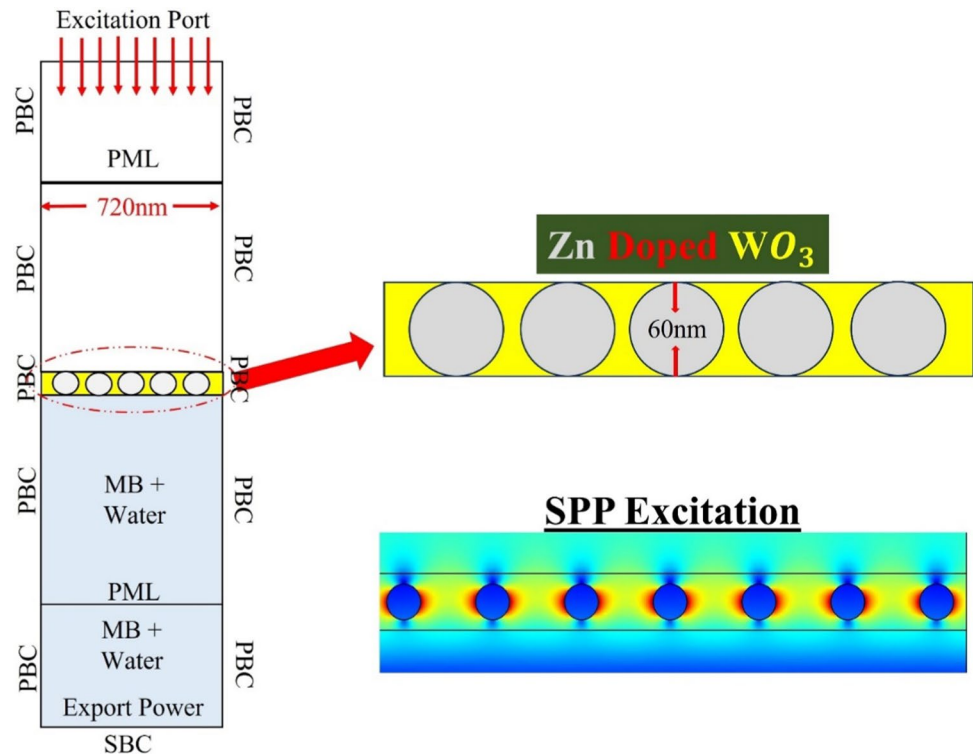 Excitation Port
PBC
PBC
PML
720nm
PBC
PBC
PBC
PBC
Zn Doped WO₃
60nm
PBC
PBC
MB +
Water
PML
SPP Excitation
PBC
PBC
MB +
Water
Export Power
SBC